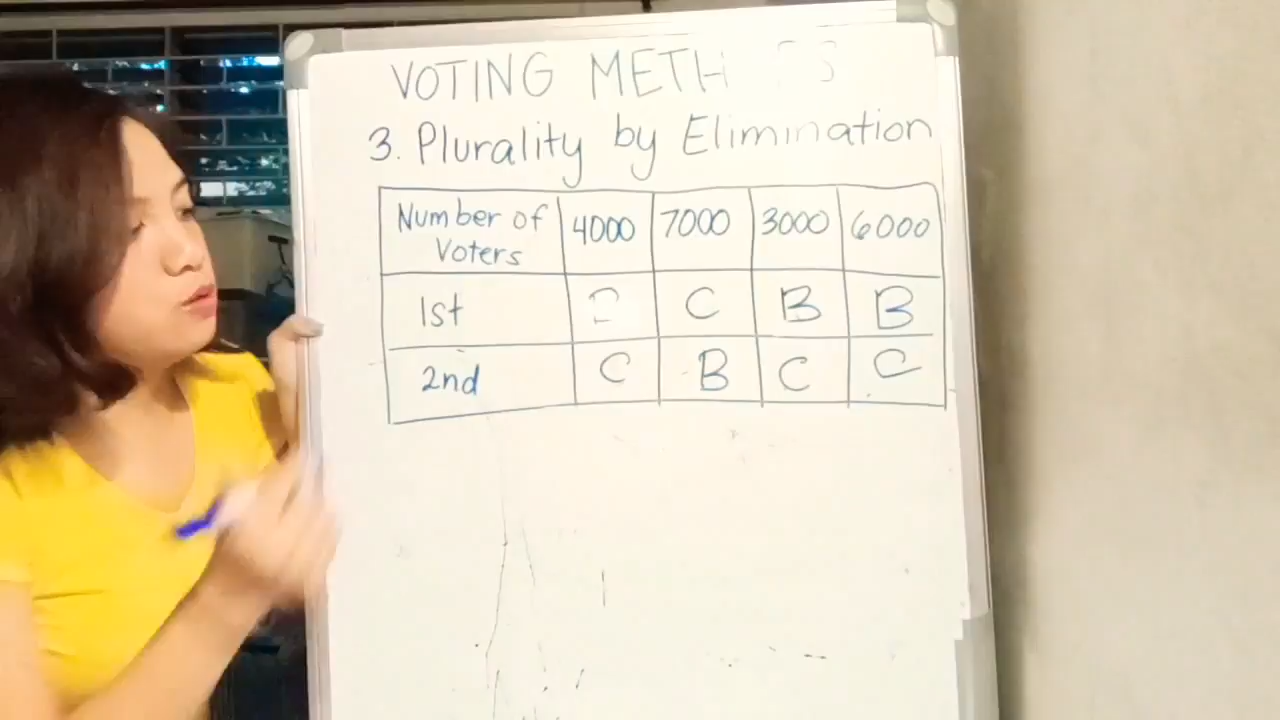 VOTING METH S
3. Plurality by Elimination
Number of Voters 4000 7000 3000 6000
1st C B B
2nd C B C C